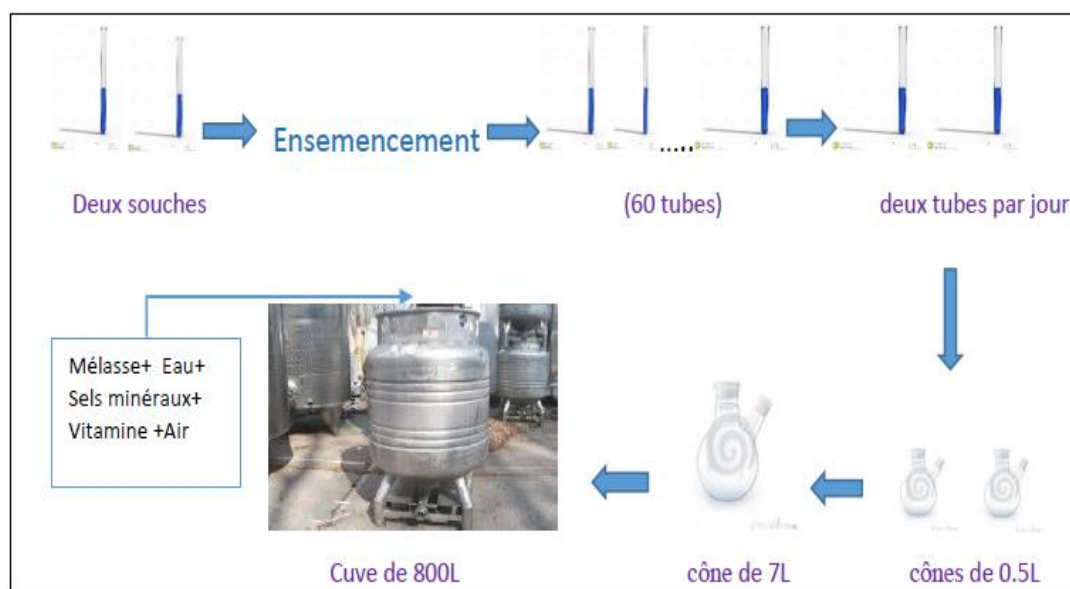 Ensemencement
.....
Deux souches
(60 tubes)
deux tubes par jour
Mélasse+ Eau+
Sels minéraux+
Vitamine +Air
Cuve de 800L
cône de 7L
cônes de 0.5L